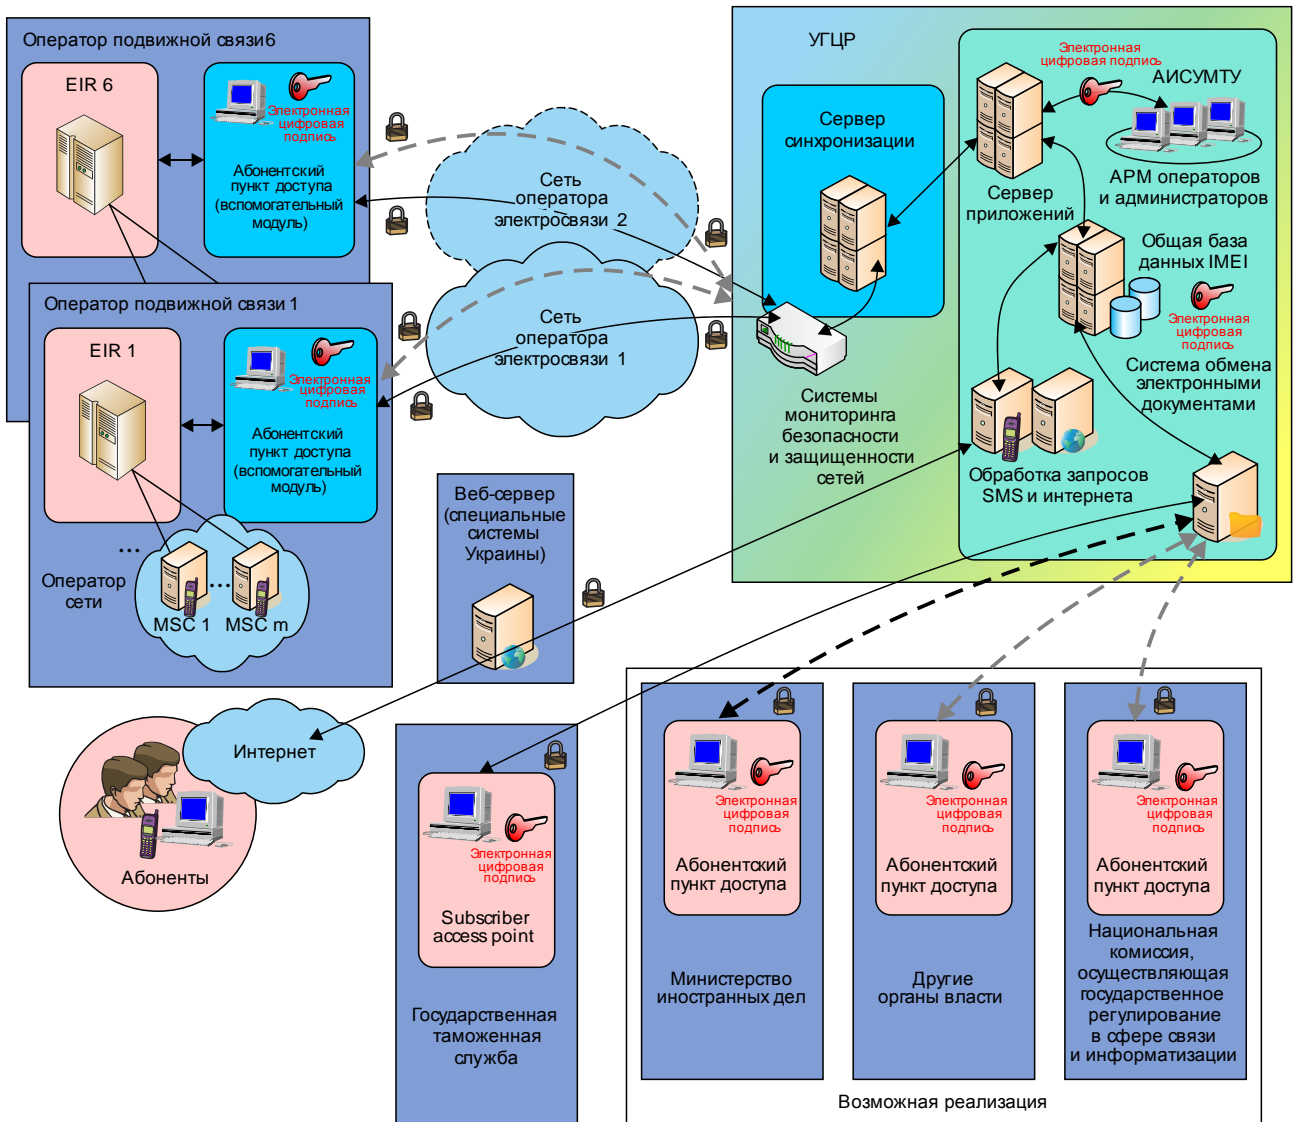 Оператор подвижной связи 6
EIR 6
Электронная
цифровая
подпись
Абонентский
пункт доступа
(вспомогательный
модуль)
Оператор подвижной связи 1
EIR 1
Электронная
цифровая
подпись
Абонентский
пункт доступа
(вспомогательный
модуль)
...
Оператор
сети
...
MSC 1
MSC m
Сеть
оператора
электросвязи 2
Сеть
оператора
электросвязи 1
УГЦР
Сервер
синхронизации
Системы
мониторинга
безопасности
и защищенности
сетей
Электронная
цифровая подпись
АИСУМТУ
АРМ операторов
и администраторов
Сервер
приложений
Общая база
данных IMEI
Электронная
цифровая
подпись
Система обмена
электронными
документами
Обработка запросов
SMS и интернета
Веб-сервер
(специальные
системы
Украины)
Интернет
Абоненты
Электронная
цифровая
подпись
Subscriber
access point
Государственная
таможенная
служба
Электронная
цифровая
подпись
Абонентский
пункт доступа
Министерство
иностранных дел
Электронная
цифровая
подпись
Абонентский
пункт доступа
Другие
органы власти
Электронная
цифровая
подпись
Абонентский
пункт доступа
Национальная
комиссия,
осуществляющая
государственное
регулирование
в сфере связи
и информатизации
Возможная реализация